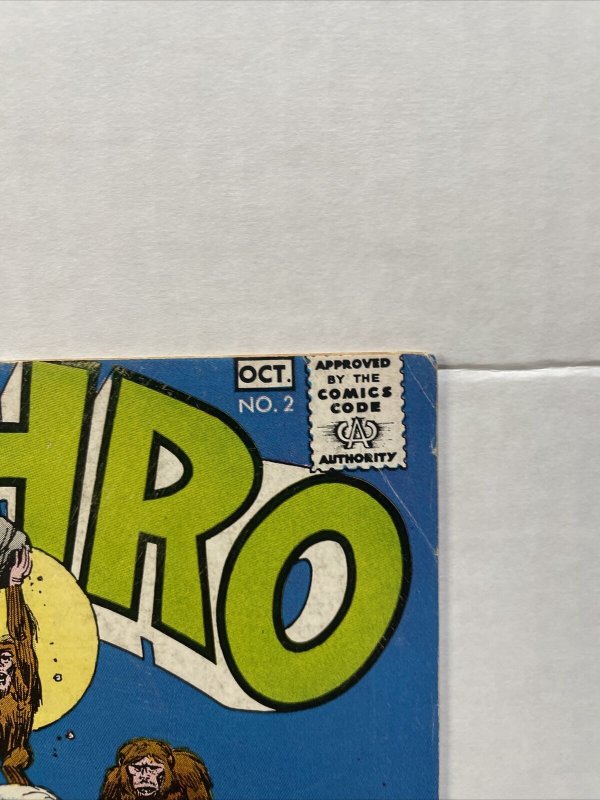 OCT.
NO. 2
APPROVED
BY THE
COMICS
CODE
CA
AUTHORITY
HRO